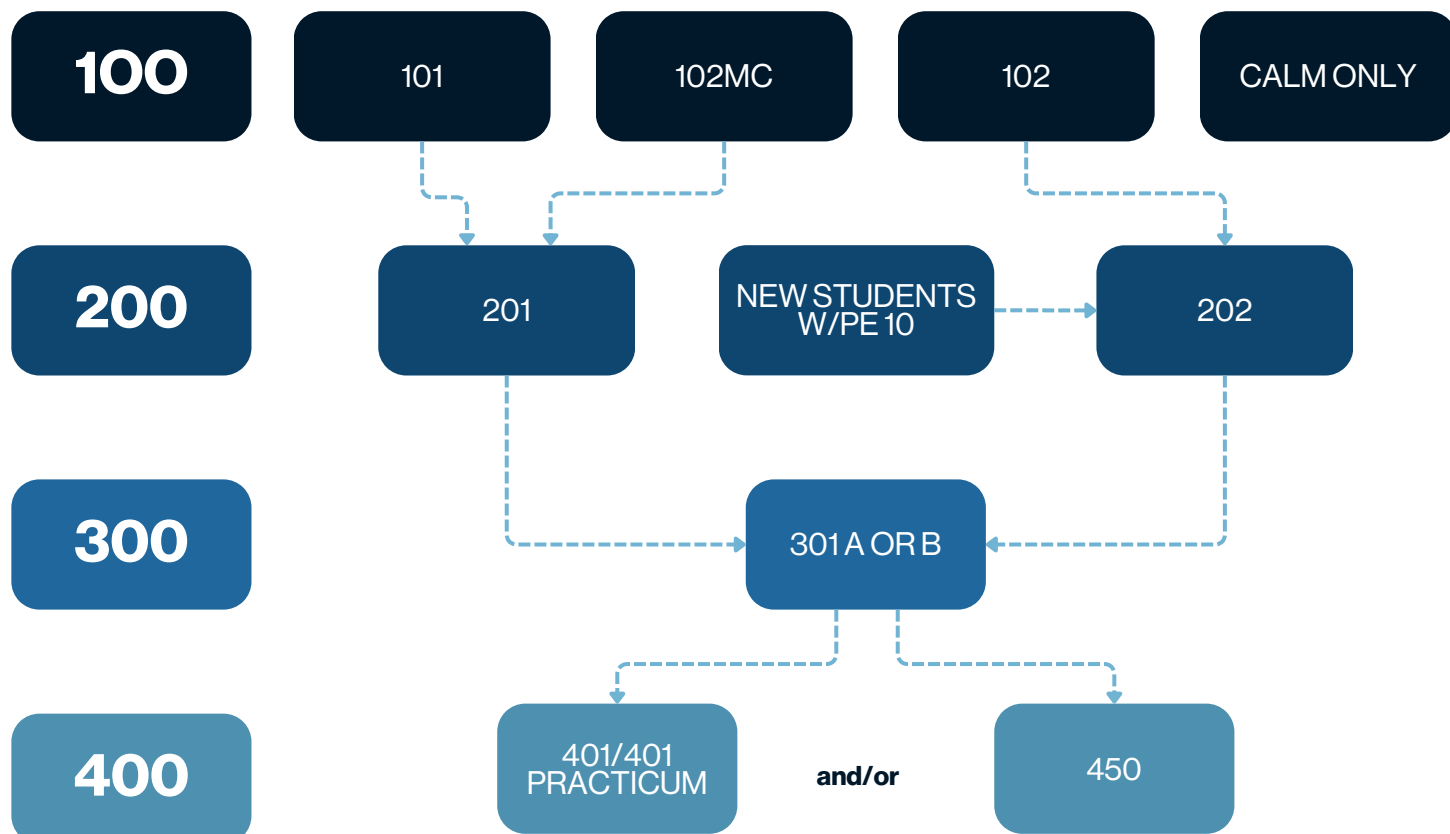 100
101
102MC
102
CALM ONLY
200
201
NEW STUDENTS
W/PE 10
202
300
301 A OR B
400
401/401
PRACTICUM
and/or
450